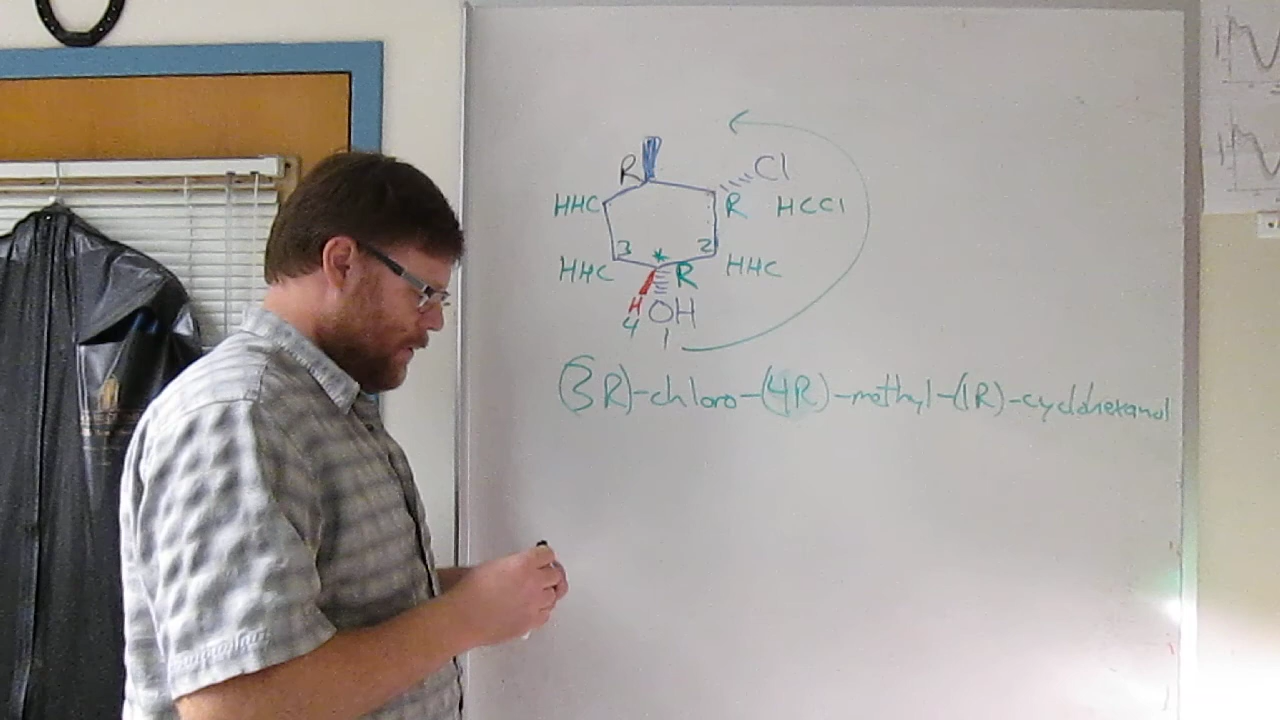 R Cl
HHC R HCCl
3 * 2
HHC R HHC
H OH
4 1
(3R)-chloro-(4R)-methyl-(1R)-cyclohexanol